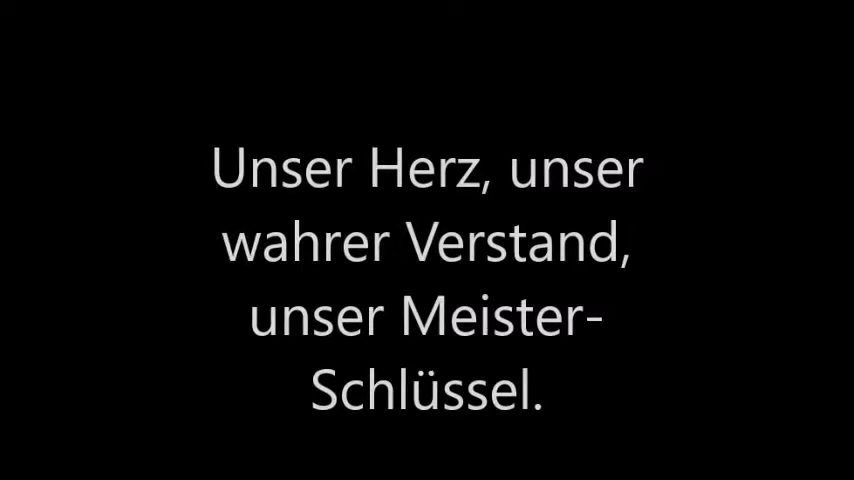 Unser Herz, unser
wahrer Verstand,
unser Meister-
Schlüssel.